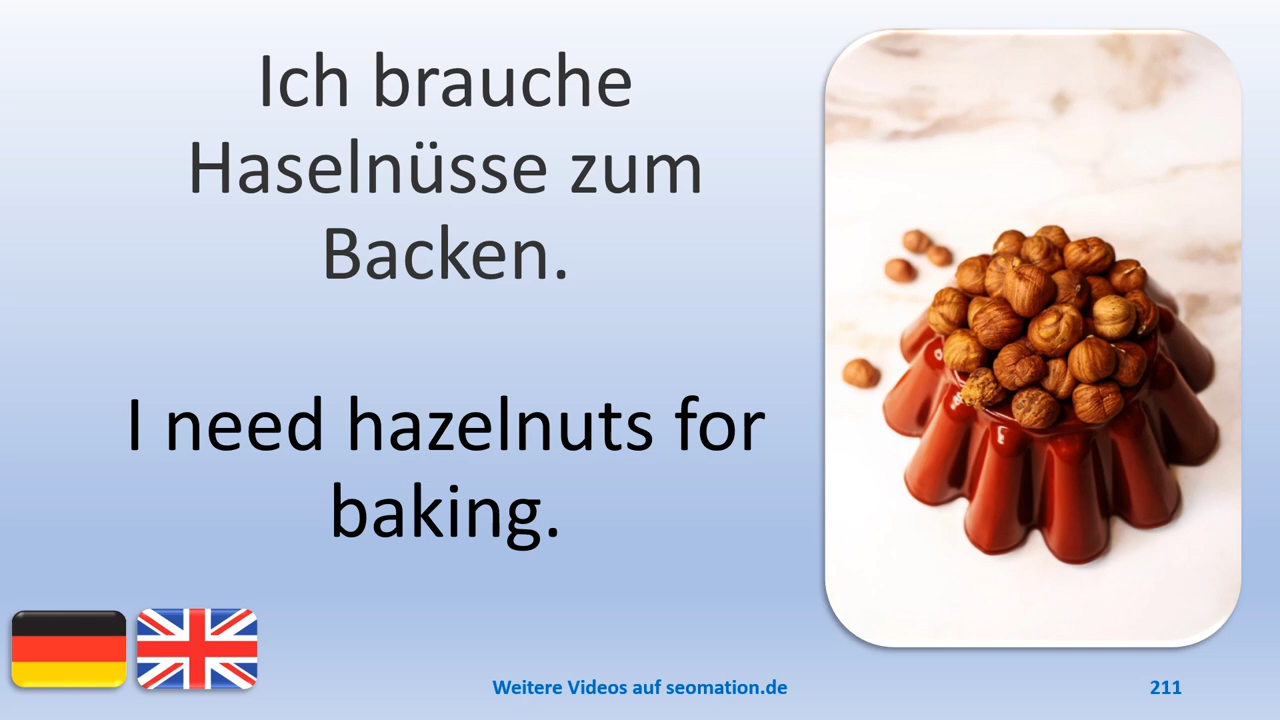 Ich brauche
Haselnüsse zum
Backen.
I need hazelnuts for
baking.
Weitere Videos auf seomation.de
211